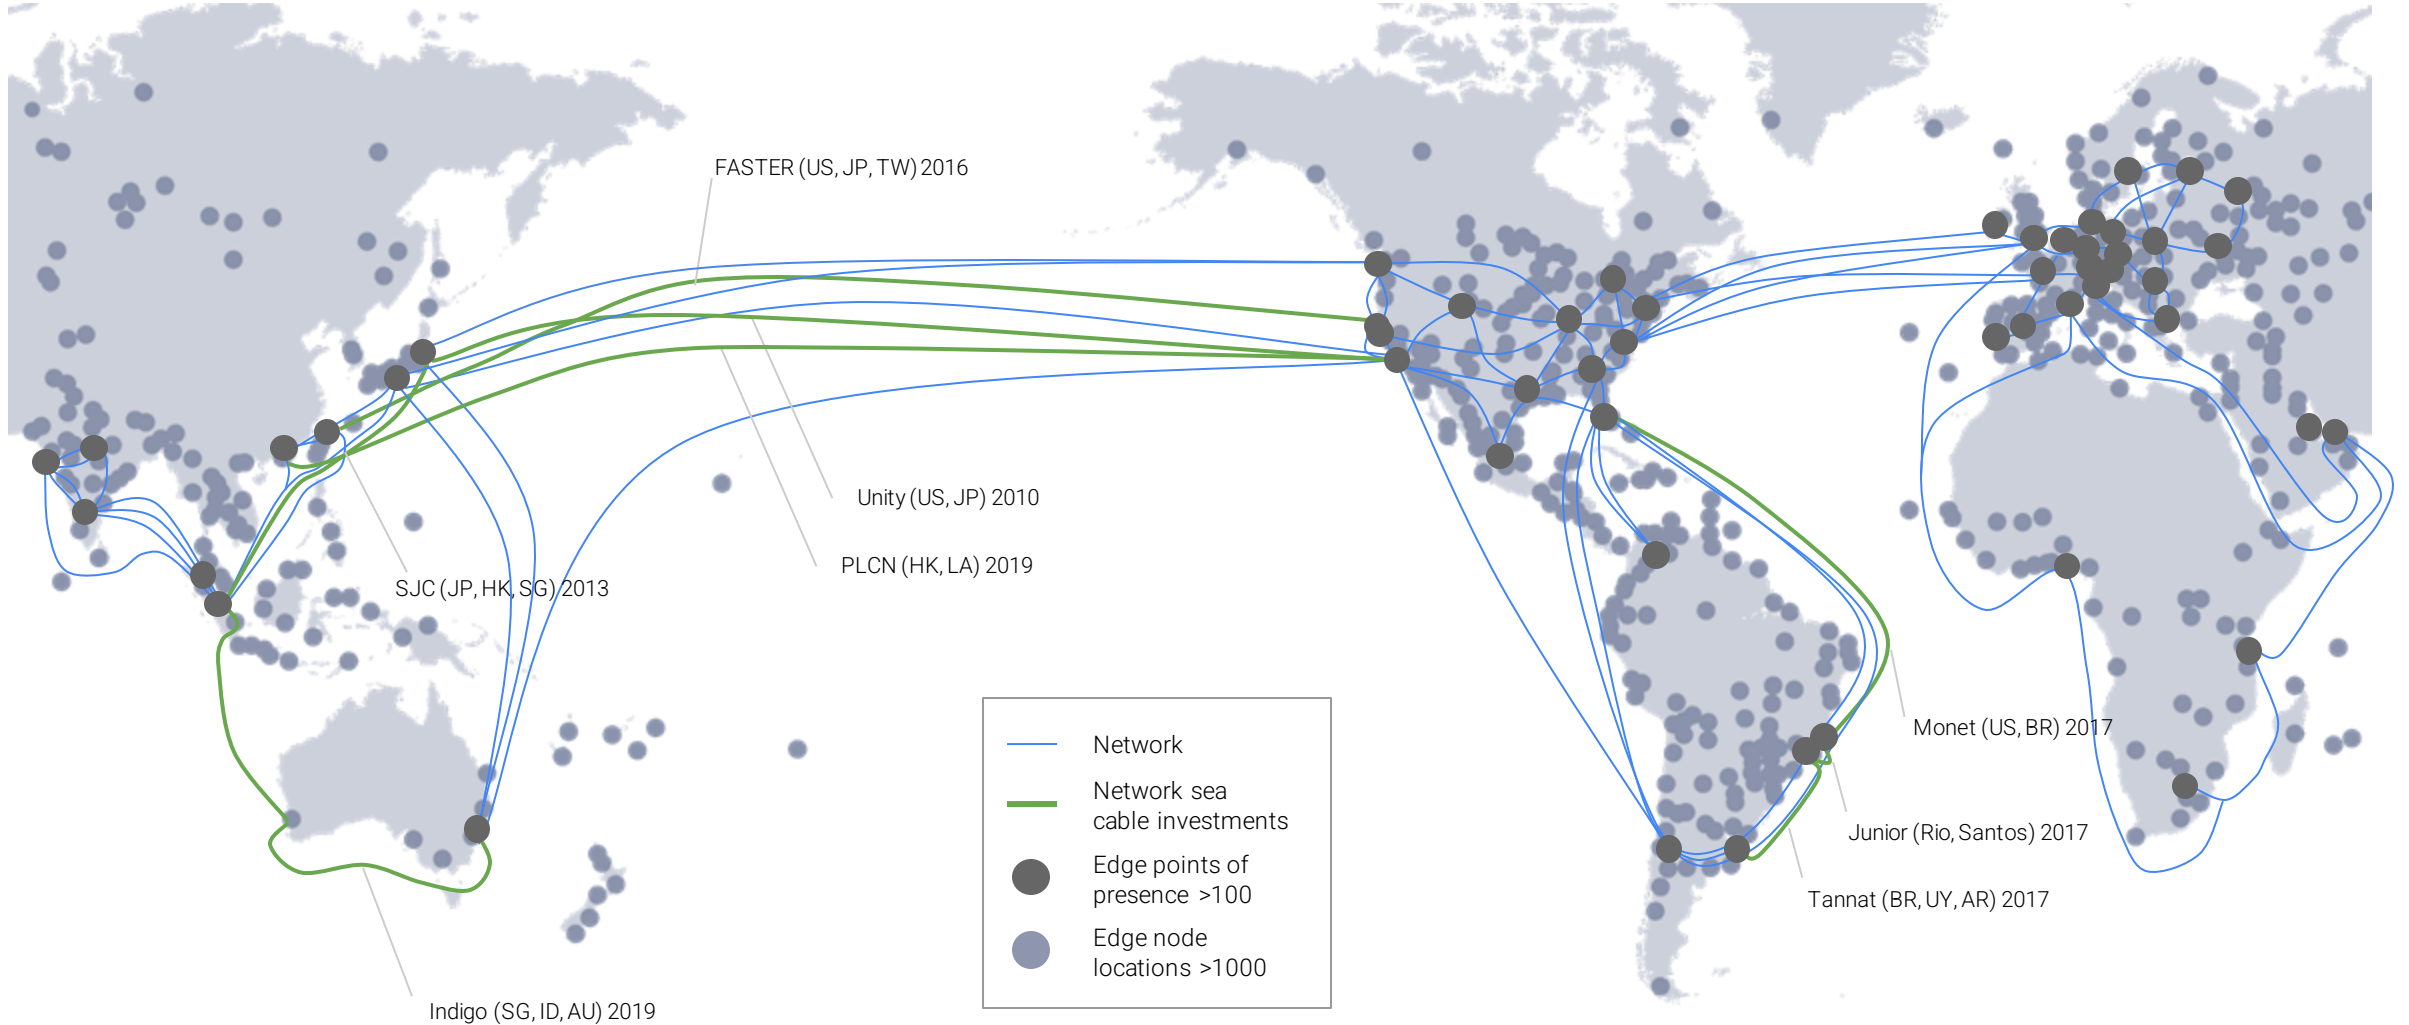 FASTER (US, JP, TW) 2016
Unity (US, JP) 2010
PLCN (HK, LA) 2019
SJC (JP, HK, SG) 2013
Monet (US, BR) 2017
Junior (Rio, Santos) 2017
Tannat (BR, UY, AR) 2017
Indigo (SG, ID, AU) 2019
Network
Network sea
cable investments
Edge points of
presence >100
Edge node
locations >1000